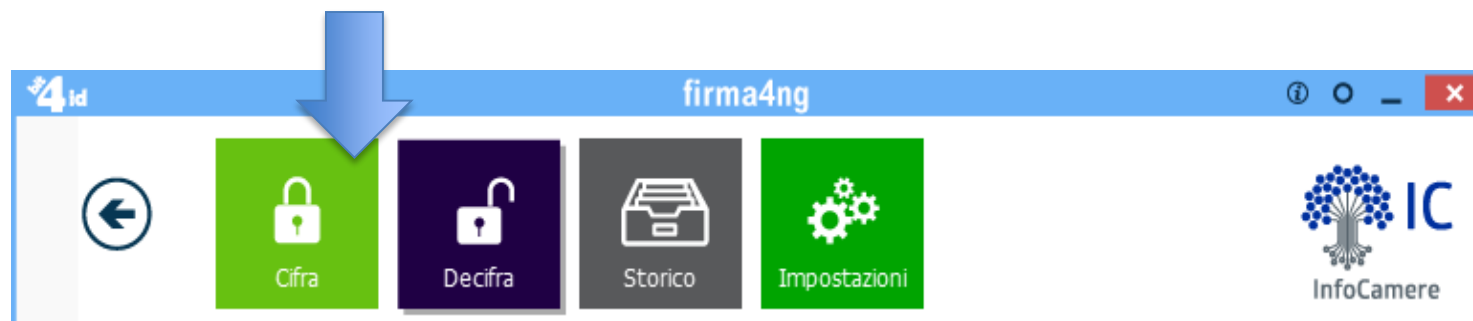 4id
firma4ng
Cifra
Decifra
Storico
Impostazioni
IC
InfoCamere